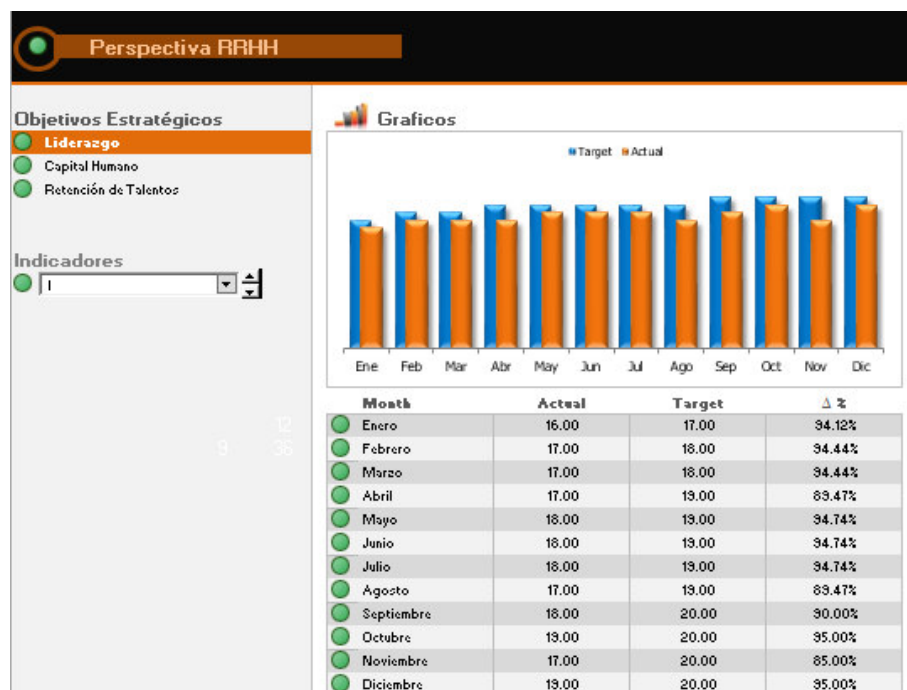 Perspectiva RRHH
Objetivos Estratégicos
Liderazgo
Capital Humano
Retención de Talentos
Indicadores
I
12
9 36
Graficos
Target Actual
Ene Feb Mar Abr May Jun Jul Ago Sep Oct Nov Dic
Month Actual Target Δ %
Enero 16.00 17.00 94.12%
Febrero 17.00 18.00 94.44%
Marzo 17.00 18.00 94.44%
Abril 17.00 19.00 89.47%
Mayo 18.00 19.00 94.74%
Junio 18.00 19.00 94.74%
Julio 18.00 19.00 94.74%
Agosto 17.00 19.00 89.47%
Septiembre 18.00 20.00 90.00%
Octubre 19.00 20.00 95.00%
Noviembre 17.00 20.00 85.00%
Diciembre 19.00 20.00 95.00%